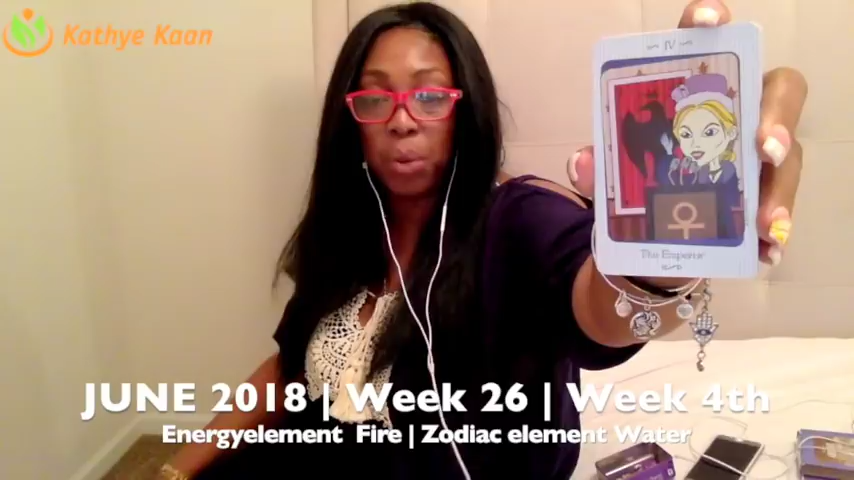 Kathye Kaan
IV
The Emperor
JUNE 2018 | Week 26 | Week 4th
Energyelement Fire | Zodiac element Water